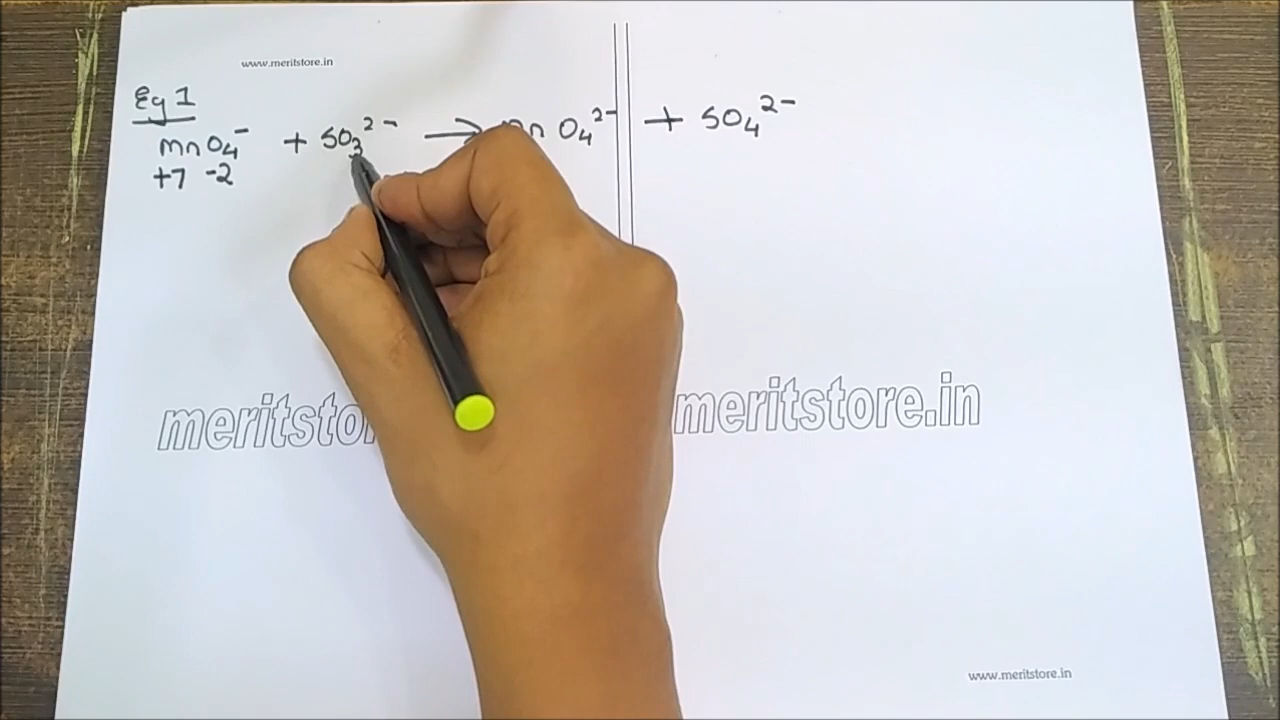 www.meritstore.in
Eg 1
MnO₄⁻ + SO₃²⁻ → MnO₄²⁻ + SO₄²⁻
+7 -2
meritstore.in
www.meritstore.in